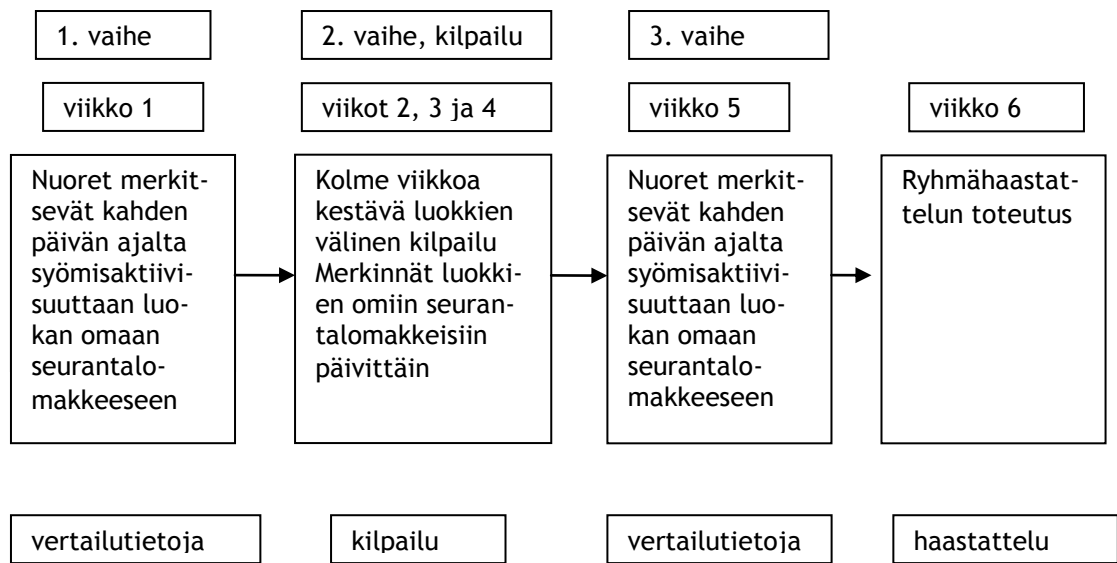 1. vaihe
2. vaihe, kilpailu
3. vaihe
viikko 1
viikot 2, 3 ja 4
viikko 5
viikko 6
Nuoret merkit-
sevät kahden
päivän ajalta
syömisaktiivi-
suuttaan luo-
kan omaan
seurantalo-
makkeeseen
Kolme viikkoa
kestävä luokkien
välinen kilpailu
Merkinnät luokki-
en omiin seuran-
talomakkeisiin
päivittäin
Nuoret merkit-
sevät kahden
päivän ajalta
syömisaktiivi-
suuttaan luo-
kan omaan
seurantalo-
makkeeseen
Ryhmähaastat-
telun toteutus
vertailutietoja
kilpailu
vertailutietoja
haastattelu